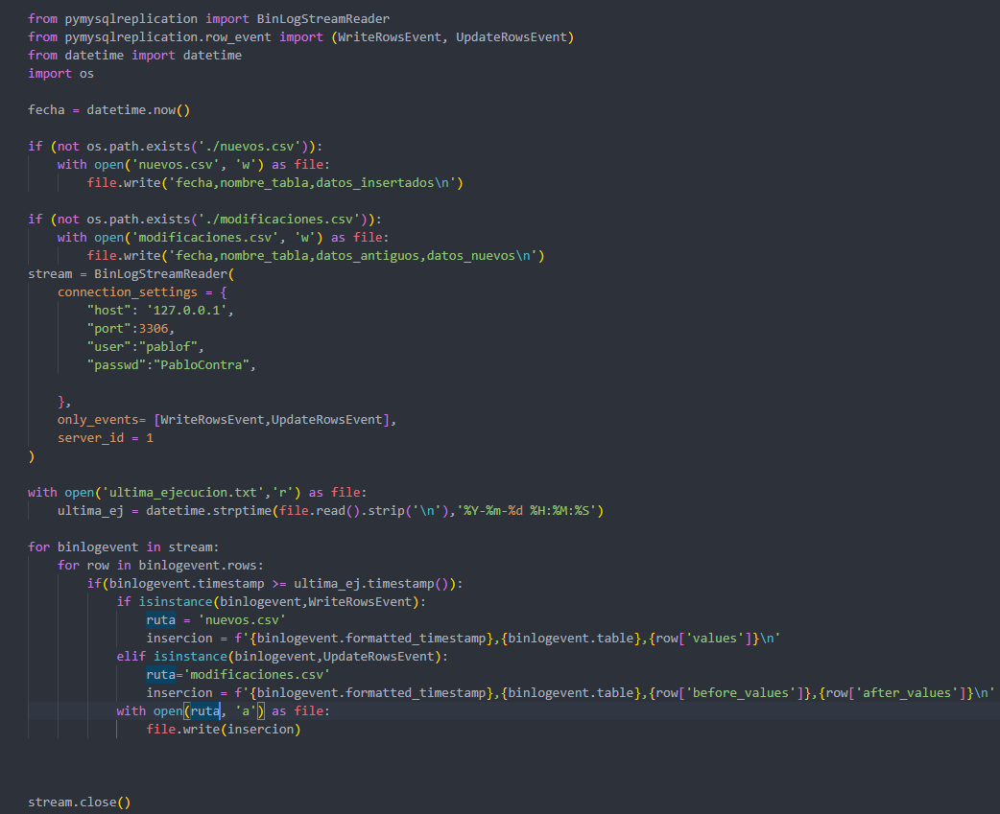 from pymysqlreplication import BinLogStreamReader
from pymysqlreplication.row_event import (WriteRowsEvent, UpdateRowsEvent)
from datetime import datetime
import os

fecha = datetime.now()

if (not os.path.exists('./nuevos.csv')):
    with open('nuevos.csv', 'w') as file:
        file.write('fecha,nombre_tabla,datos_insertados\n')

if (not os.path.exists('./modificaciones.csv')):
    with open('modificaciones.csv', 'w') as file:
        file.write('fecha,nombre_tabla,datos_antiguos,datos_nuevos\n')
stream = BinLogStreamReader(
    connection_settings = {
        "host": '127.0.0.1',
        "port":3306,
        "user":"pablof",
        "passwd":"PabloContra",

    },
    only_events= [WriteRowsEvent,UpdateRowsEvent],
    server_id = 1
)

with open('ultima_ejecucion.txt','r') as file:
    ultima_ej = datetime.strptime(file.read().strip('\n'),'%Y-%m-%d %H:%M:%S')

for binlogevent in stream:
    for row in binlogevent.rows:
        if(binlogevent.timestamp >= ultima_ej.timestamp()):
            if isinstance(binlogevent,WriteRowsEvent):
                ruta = 'nuevos.csv'
                insercion = f'{binlogevent.formatted_timestamp},{binlogevent.table},{row['values']}\n'
            elif isinstance(binlogevent,UpdateRowsEvent):
                ruta='modificaciones.csv'
                insercion = f'{binlogevent.formatted_timestamp},{binlogevent.table},{row['before_values']},{row['after_values']}\n'
            with open(ruta, 'a') as file:
                file.write(insercion)

stream.close()